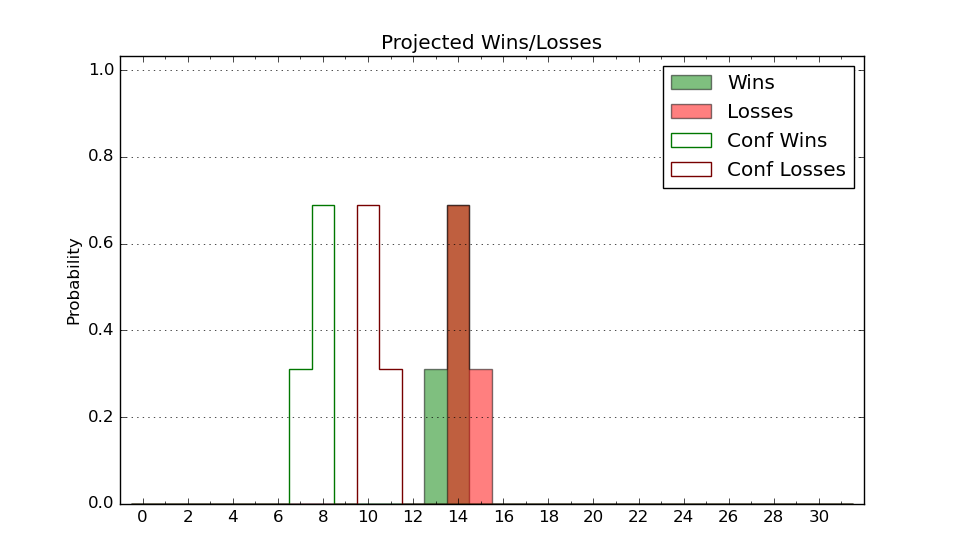 Projected Wins/Losses
1.0
0.8
0.6
0.4
0.2
0.0
Probability
Wins
Losses
Conf Wins
Conf Losses
0 2 4 6 8 10 12 14 16 18 20 22 24 26 28 30